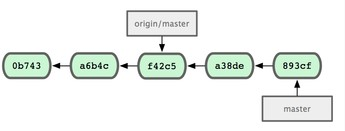 origin/master
0b743 a6b4c f42c5 a38de 893cf
master